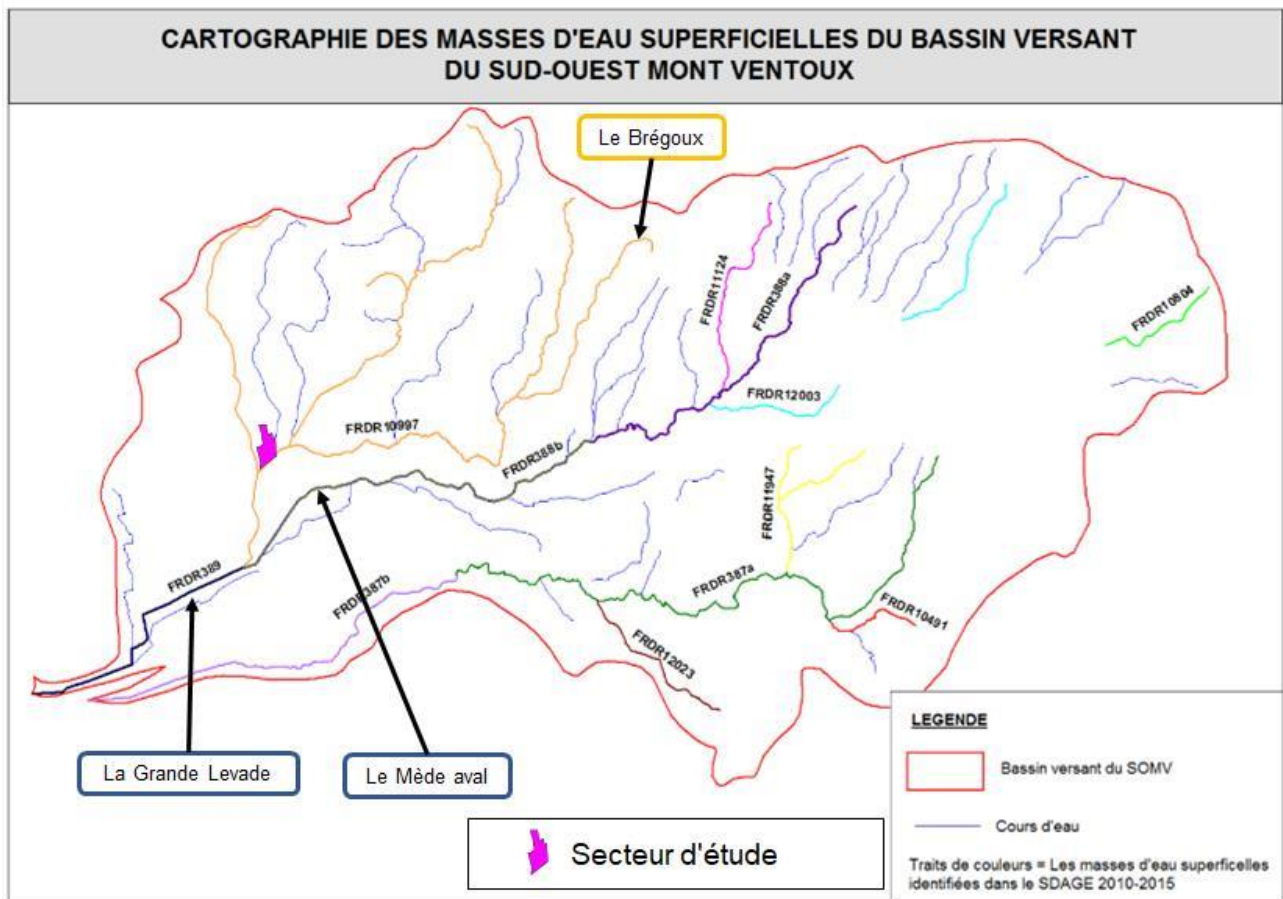 CARTOGRAPHIE DES MASSES D'EAU SUPERFICIELLES DU BASSIN VERSANT
DU SUD-OUEST MONT VENTOUX
Le Brégoux
FRDR11124
FRDR388a
FRDR10804
FRDR12003
FRDR10997
FRDR388b
FRDR11947
FRDR389
FRDR387b
FRDR387a
FRDR10491
FRDR12023
La Grande Levade
Le Mède aval
Secteur d'étude
LEGENDE
Bassin versant du SOMV
Cours d'eau
Traits de couleurs = Les masses d'eau superficelles
identifiées dans le SDAGE 2010-2015